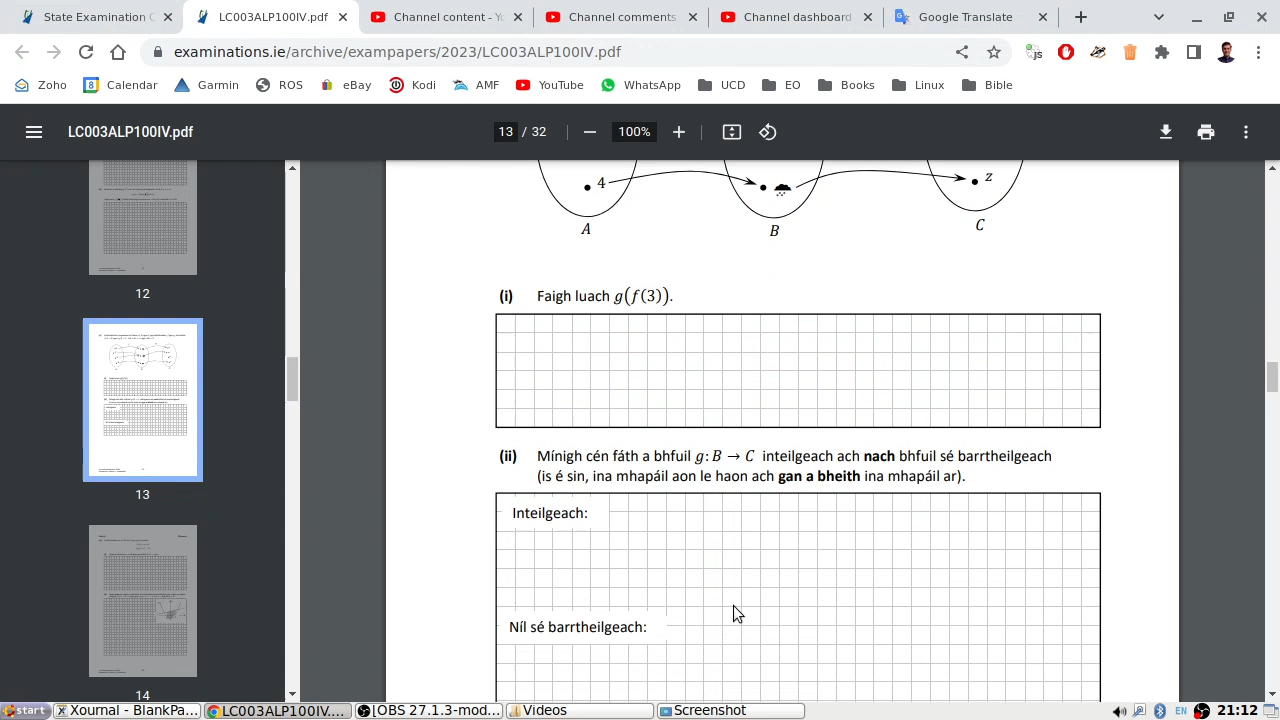 State Examination C
LC003ALP100IV.pdf
Channel content - Yo
Channel comments
Channel dashboard
Google Translate
examinations.ie/archive/exampapers/2023/LC003ALP100IV.pdf
JS
Zoho
8 Calendar
Garmin
ROS
eBay
Kodi
AMF
YouTube
WhatsApp
UCD
EO
Books
Linux
Bible
LC003ALP100IV.pdf
13 / 32
100%
12
13
14
4
z
A
B
C
(i) Faigh luach g(f(3)).
(ii) Mínigh cén fáth a bhfuil g: B → C inteilgeach ach nach bhfuil sé barrtheilgeach
(is é sin, ina mhapáil aon le haon ach gan a bheith ina mhapáil ar).
Inteilgeach:
Níl sé barrtheilgeach:
start
Xournal - BlankPa...
LC003ALP100IV....
[OBS 27.1.3-mod...
Videos
Screenshot
EN
21:12